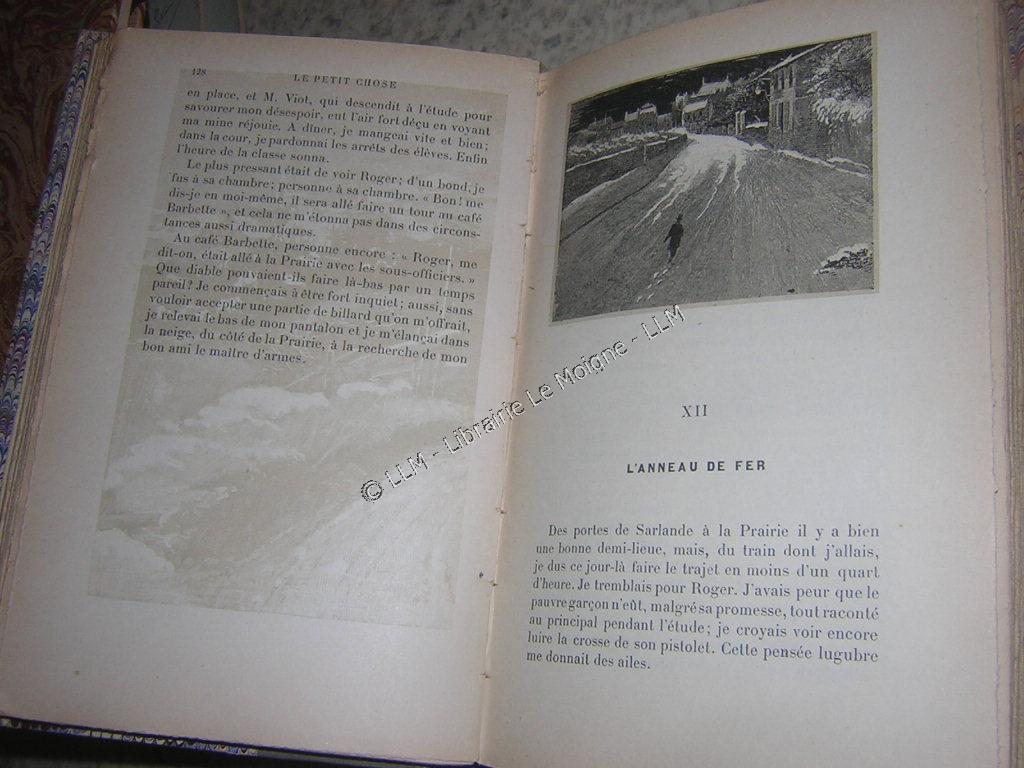 128
LE PETIT CHOSE
en place, et M. Viot, qui descendit à l'étude pour
savourer mon désespoir, eut l'air fort déçu en voyant
ma mine réjouie. A dîner, je mangeai vite et bien;
dans la cour, je pardonnai les arrêts des élèves. Enfin
l'heure de la classe sonna.
Le plus pressant était de voir Roger; d'un bond, je
fus à sa chambre; personne à sa chambre. « Bon! me
dis-je en moi-même, il sera allé faire un tour au café
Barbette », et cela ne m'étonna pas dans des circons-
tances aussi dramatiques.
Au café Barbette, personne encore : « Roger, me
dit-on, était allé à la Prairie avec les sous-officiers. »
Que diable pouvaient-ils faire là-bas par un temps
pareil? Je commençais à être fort inquiet; aussi, sans
vouloir accepter une partie de billard qu'on m'offrait,
je relevai le bas de mon pantalon et je m'élançai dans
la neige, du côté de la Prairie, à la recherche de mon
bon ami le maître d'armes.
XII
L'ANNEAU DE FER
Des portes de Sarlande à la Prairie il y a bien
une bonne demi-lieue, mais, du train dont j'allais,
je dus ce jour-là faire le trajet en moins d'un quart
d'heure. Je tremblais pour Roger. J'avais peur que le
pauvre garçon n'eût, malgré sa promesse, tout raconté
au principal pendant l'étude; je croyais voir encore
luire la crosse de son pistolet. Cette pensée lugubre
me donnait des ailes.
© LLM - Librairie Le Moigne - LLM